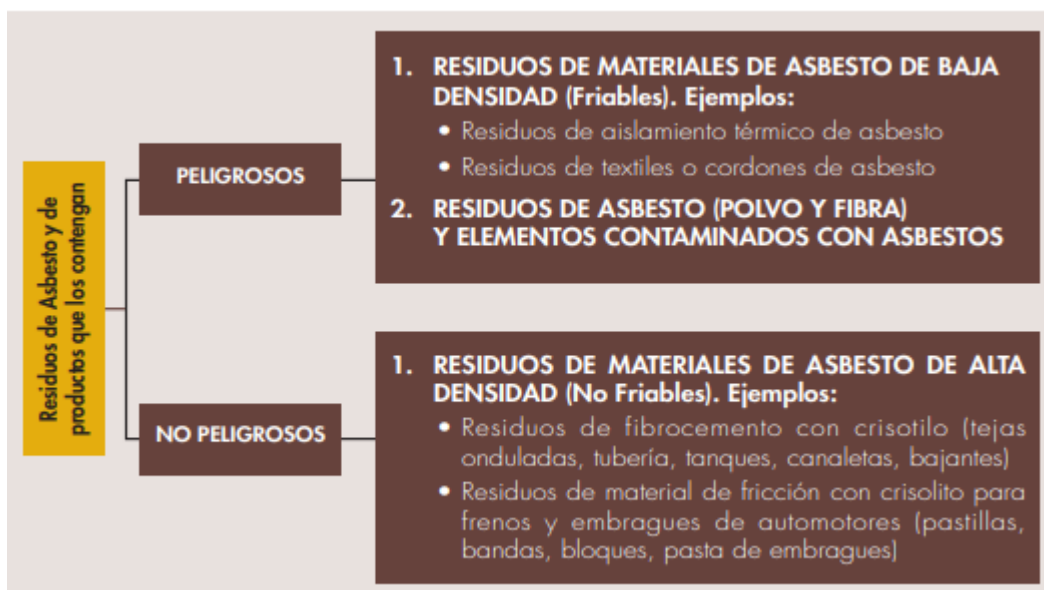 Residuos de Asbesto y de
productos que los contengan
PELIGROSOS
1. RESIDUOS DE MATERIALES DE ASBESTO DE BAJA
DENSIDAD (Friables). Ejemplos:
• Residuos de aislamiento térmico de asbesto
• Residuos de textiles o cordones de asbesto
2. RESIDUOS DE ASBESTO (POLVO Y FIBRA)
Y ELEMENTOS CONTAMINADOS CON ASBESTOS
NO PELIGROSOS
1. RESIDUOS DE MATERIALES DE ASBESTO DE ALTA
DENSIDAD (No Friables). Ejemplos:
• Residuos de fibrocemento con crisotilo (tejas
onduladas, tubería, tanques, canaletas, bajantes)
• Residuos de material de fricción con crisolito para
frenos y embragues de automotores (pastillas,
bandas, bloques, pasta de embragues)